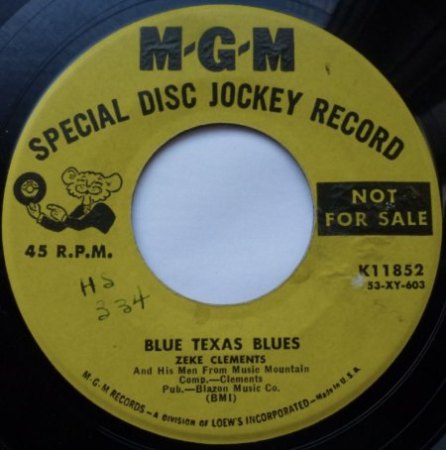 M-G-M
SPECIAL DISC JOCKEY RECORD
NOT
FOR SALE
45 R.P.M.
K11852
53-XY-603
HS
334
BLUE TEXAS BLUES
ZEKE CLEMENTS
And His Men From Music Mountain
Comp.—Clements
Pub.—Blazon Music Co.
(BMI)
M-G-M RECORDS—A DIVISION OF LOEW'S INCORPORATED—Made in U.S.A.